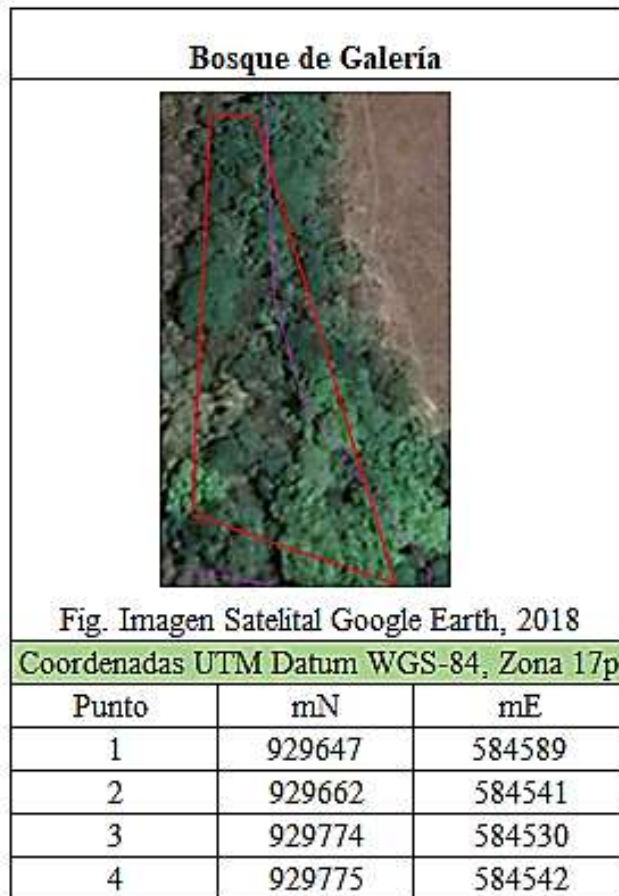 Bosque de Galería
Fig. Imagen Satelital Google Earth, 2018
Coordenadas UTM Datum WGS-84, Zona 17p
Punto mN mE
1 929647 584589
2 929662 584541
3 929774 584530
4 929775 584542